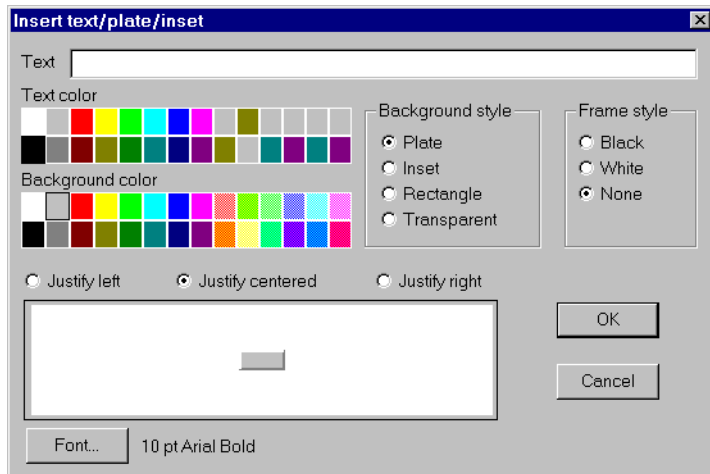 Insert text/plate/inset
Text
Text color
Background style
Plate
Inset
Rectangle
Transparent
Frame style
Black
White
None
Background color
Justify left
Justify centered
Justify right
OK
Cancel
Font...
10 pt Arial Bold